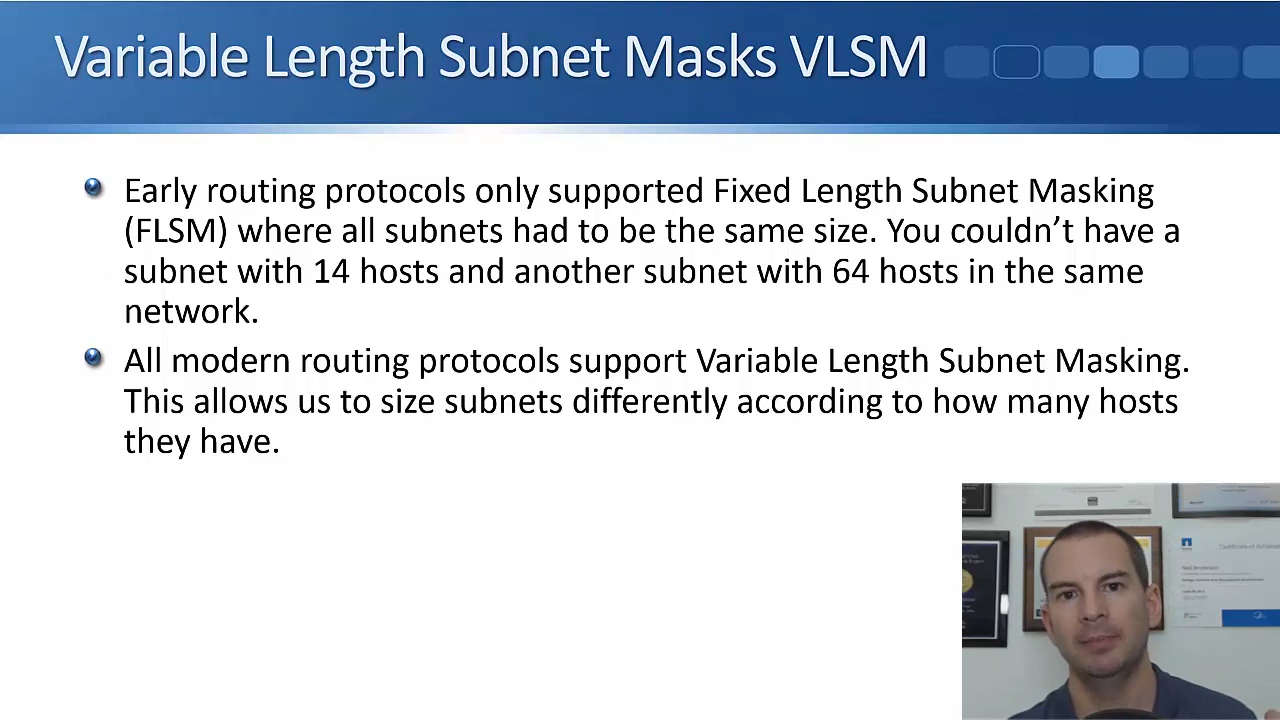 Variable Length Subnet Masks VLSM
Early routing protocols only supported Fixed Length Subnet Masking
(FLSM) where all subnets had to be the same size. You couldn’t have a
subnet with 14 hosts and another subnet with 64 hosts in the same
network.
All modern routing protocols support Variable Length Subnet Masking.
This allows us to size subnets differently according to how many hosts
they have.